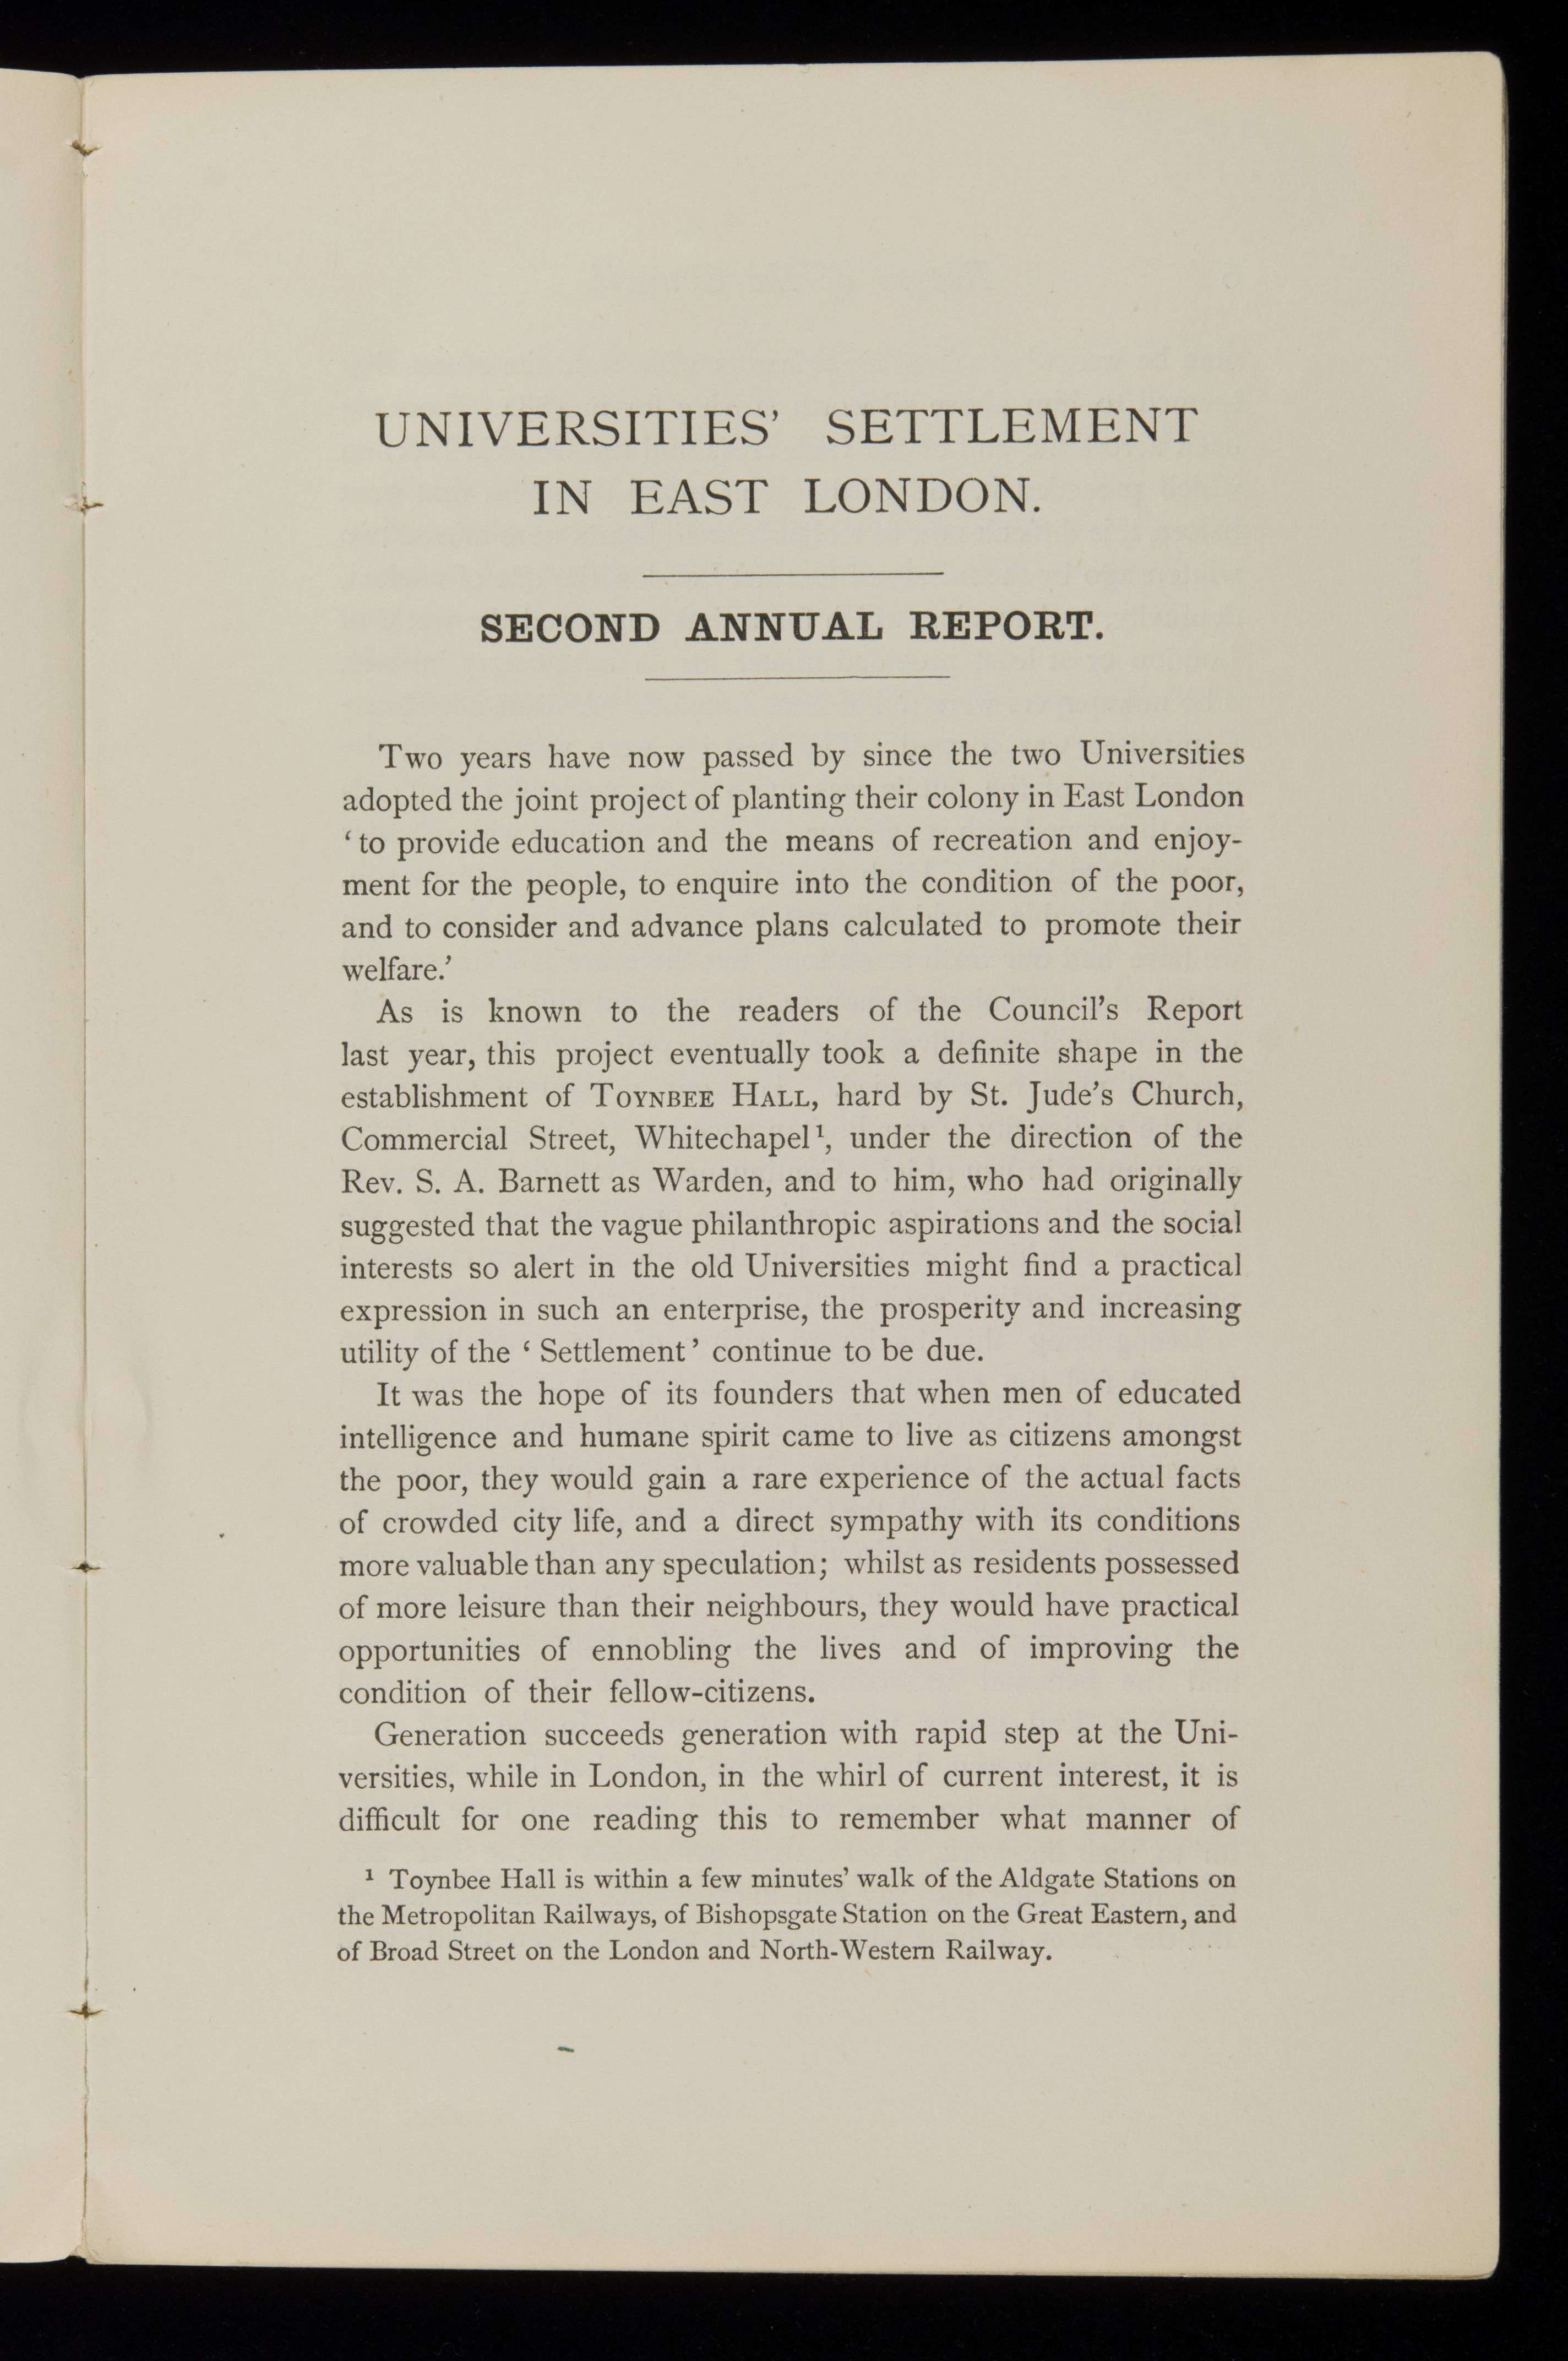 UNIVERSITIES' SETTLEMENT
IN EAST LONDON.
SECOND ANNUAL REPORT.
Two years have now passed by since the two Universities
adopted the joint project of planting their colony in East London
‘to provide education and the means of recreation and enjoy-
ment for the people, to enquire into the condition of the poor,
and to consider and advance plans calculated to promote their
welfare.’
As is known to the readers of the Council's Report
last year, this project eventually took a definite shape in the
establishment of TOYNBEE HALL, hard by St. Jude's Church,
Commercial Street, Whitechapel¹, under the direction of the
Rev. S. A. Barnett as Warden, and to him, who had originally
suggested that the vague philanthropic aspirations and the social
interests so alert in the old Universities might find a practical
expression in such an enterprise, the prosperity and increasing
utility of the ‘Settlement’ continue to be due.
It was the hope of its founders that when men of educated
intelligence and humane spirit came to live as citizens amongst
the poor, they would gain a rare experience of the actual facts
of crowded city life, and a direct sympathy with its conditions
more valuable than any speculation; whilst as residents possessed
of more leisure than their neighbours, they would have practical
opportunities of ennobling the lives and of improving the
condition of their fellow-citizens.
Generation succeeds generation with rapid step at the Uni-
versities, while in London, in the whirl of current interest, it is
difficult for one reading this to remember what manner of
¹ Toynbee Hall is within a few minutes' walk of the Aldgate Stations on
the Metropolitan Railways, of Bishopsgate Station on the Great Eastern, and
of Broad Street on the London and North-Western Railway.